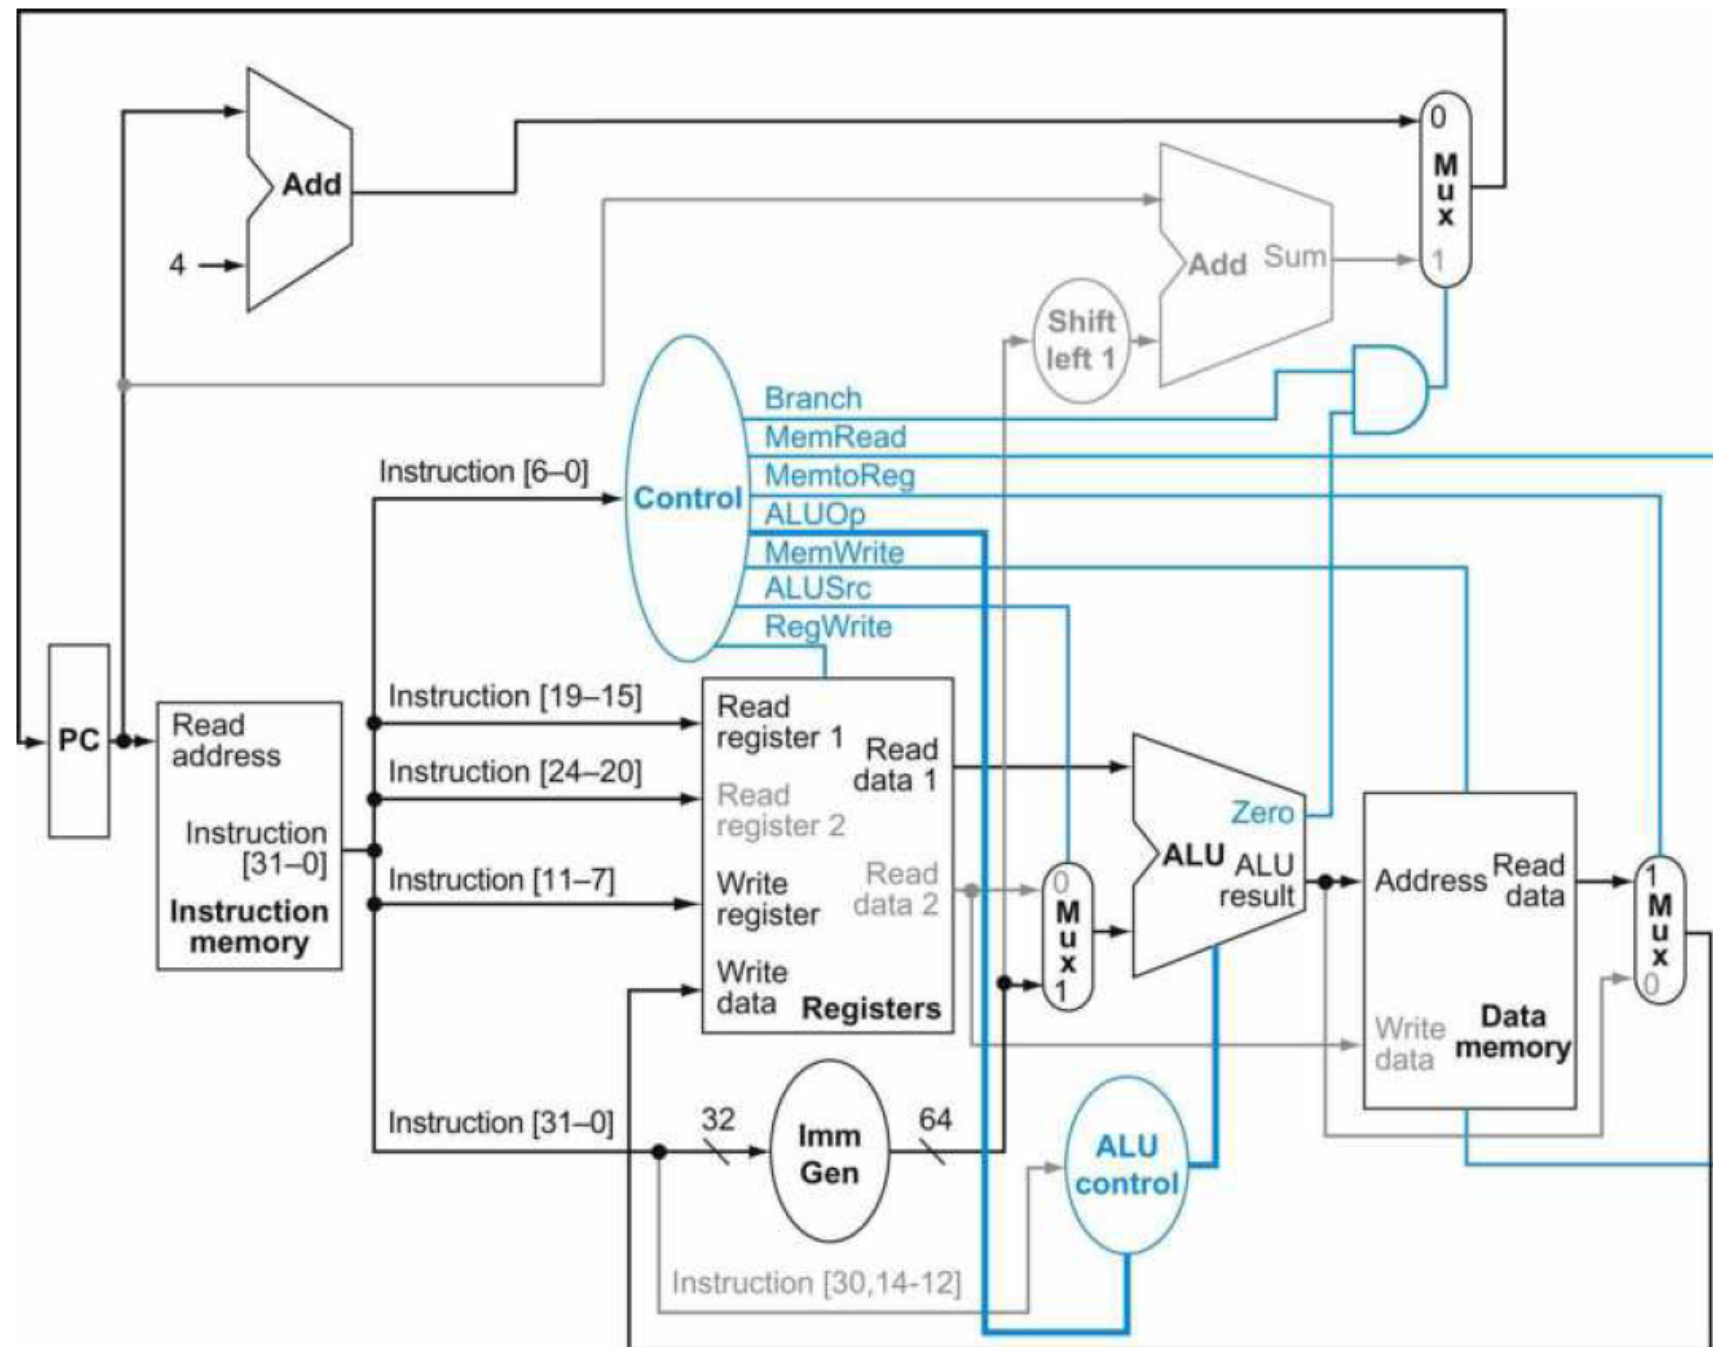 Add
4
0
M
u
x
1
Add Sum
Shift
left 1
Branch
MemRead
MemtoReg
ALUOp
MemWrite
ALUSrc
RegWrite
Control
Instruction [6–0]
Instruction [19–15]
Instruction [24–20]
Instruction [11–7]
Instruction [31–0]
PC
Read
address
Instruction
[31–0]
Instruction
memory
Read
register 1
Read
data 1
Read
register 2
Write
register
Read
data 2
Write
data
Registers
0
M
u
x
1
Zero
ALU
ALU
result
Address
Read
data
Write
data
Data
memory
1
M
u
x
0
32
Imm
Gen
64
ALU
control
Instruction [30,14-12]